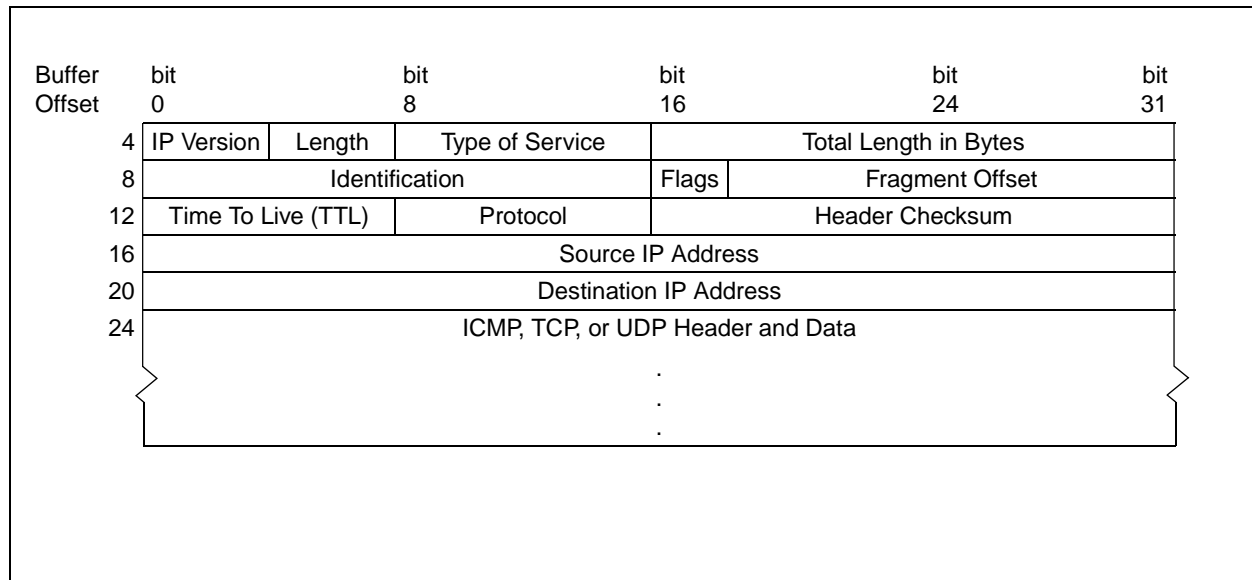 Buffer bit bit bit bit bit
Offset 0 8 16 24 31
4 IP Version Length Type of Service Total Length in Bytes
8 Identification Flags Fragment Offset
12 Time To Live (TTL) Protocol Header Checksum
16 Source IP Address
20 Destination IP Address
24 ICMP, TCP, or UDP Header and Data
.
.
.